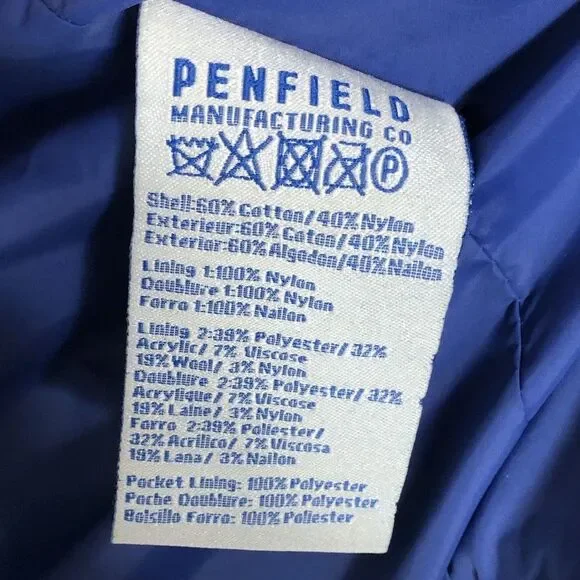 PENFIELD
MANUFACTURING CO
P
Shell:60% Cotton/40% Nylon
Exterieur:60% Coton/40% Nylon
Exterior:60% Algodon/40% Nailon
Lining 1:100% Nylon
Doublure 1:100% Nylon
Forro 1:100% Nailon
Lining 2:39% Polyester/ 32%
Acrylic/ 7% Viscose
19% Wool/ 3% Nylon
Doublure 2:39% Polyester/ 32%
Acrylique/ 7% Viscose
19% Laine/ 3% Nylon
Forro 2:39% Poliester/
32% Acrilico/ 7% Viscosa
19% Lana/ 3% Nailon
Pocket Lining: 100% Polyester
Poche Doublure: 100% Polyester
Bolsillo Forro: 100% Poliester